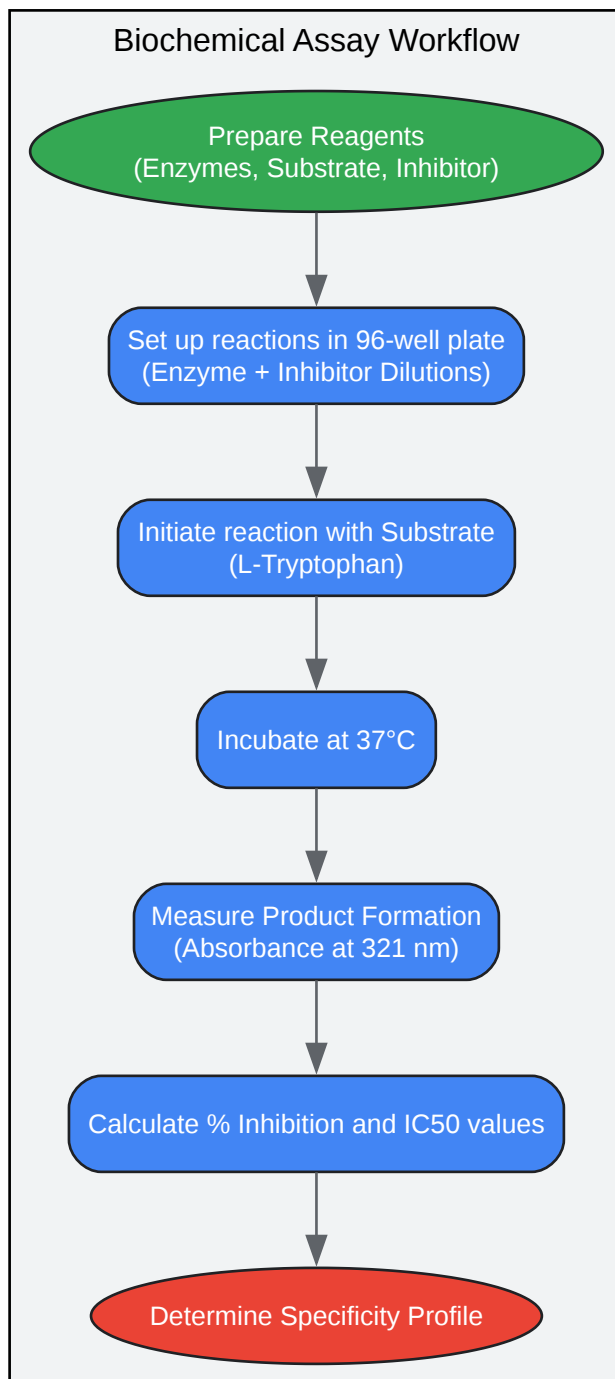 Biochemical Assay Workflow
Prepare Reagents
(Enzymes, Substrate, Inhibitor)
Set up reactions in 96-well plate
(Enzyme + Inhibitor Dilutions)
Initiate reaction with Substrate
(L-Tryptophan)
Incubate at 37°C
Measure Product Formation
(Absorbance at 321 nm)
Calculate % Inhibition and IC50 values
Determine Specificity Profile